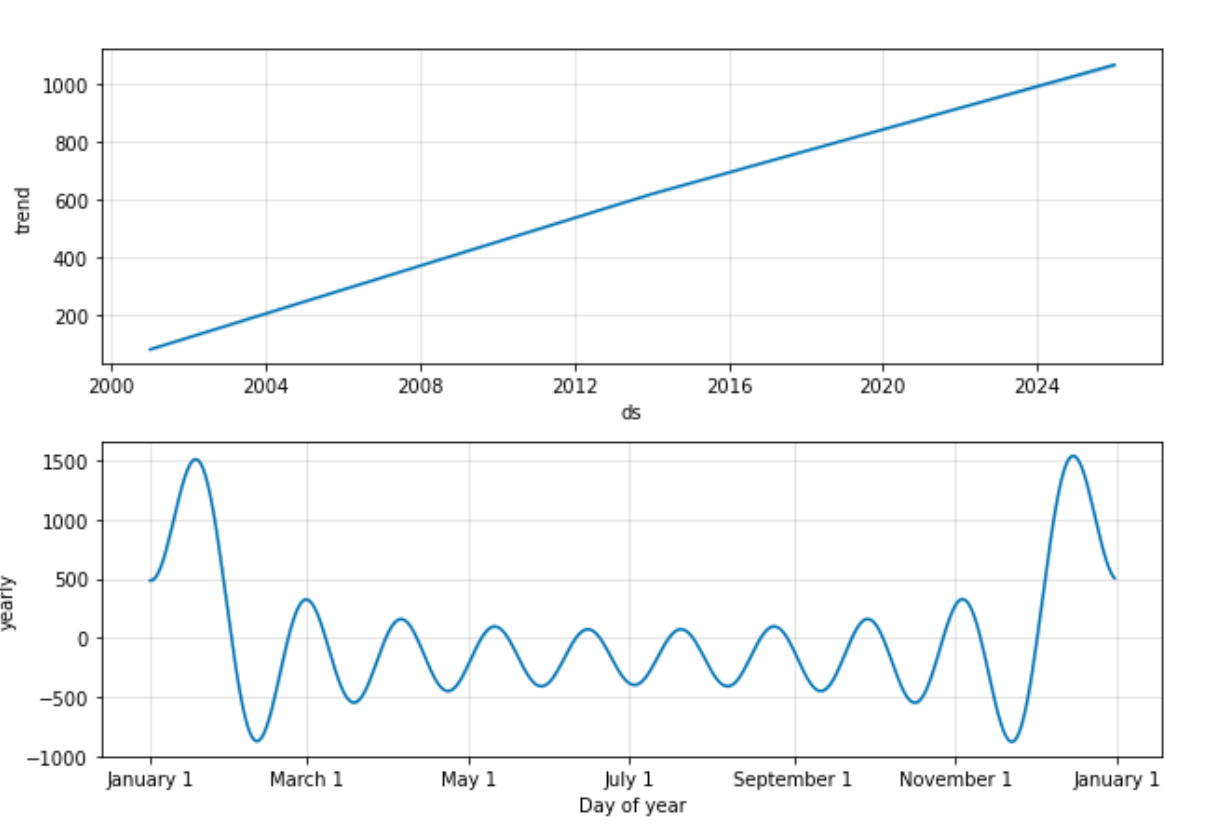 1000
800
600
400
200
trend
2000 2004 2008 2012 2016 2020 2024
ds
1500
1000
500
0
−500
−1000
yearly
January 1 March 1 May 1 July 1 September 1 November 1 January 1
Day of year